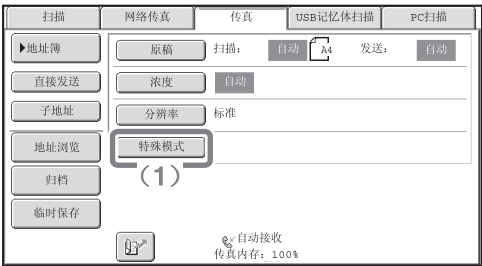 扫描 网络传真 传真 USB记忆体扫描 PC扫描
地址簿 原稿 扫描: 自动 A4 发送: 自动
直接发送 浓度 自动
子地址 分辨率 标准
地址浏览 特殊模式
归档 (1)
临时保存
自动接收
传真内存: 100%